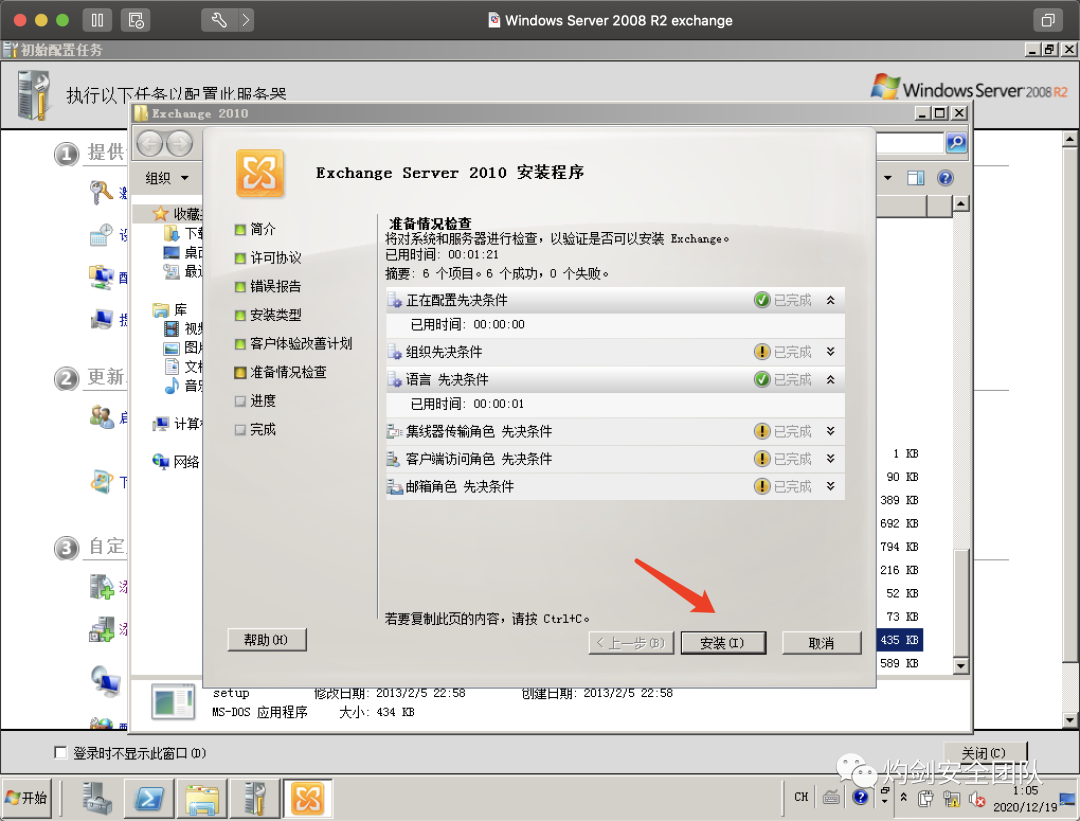 Windows Server 2008 R2 exchange
初始配置任务
执行以下任务以配置此服务器
Windows Server 2008 R2
Exchange 2010
1 提供
组织
收藏
下载
桌面
最近
库
视频
图片
文档
音乐
计算机
网络
2 更新
3 自定
Exchange Server 2010 安装程序
简介
许可协议
错误报告
安装类型
客户体验改善计划
准备情况检查
进度
完成
准备情况检查
将对系统和服务器进行检查，以验证是否可以安装 Exchange。
已用时间: 00:01:21
摘要: 6 个项目。6 个成功，0 个失败。
正在配置先决条件 已完成
已用时间: 00:00:00
组织先决条件 已完成
语言 先决条件 已完成
已用时间: 00:00:01
集线器传输角色 先决条件 已完成
客户端访问角色 先决条件 已完成
邮箱角色 先决条件 已完成
若要复制此页的内容，请按 Ctrl+C。
帮助(H)
< 上一步(B)
安装(I)
取消
1 KB
90 KB
389 KB
692 KB
794 KB
216 KB
52 KB
73 KB
435 KB
589 KB
setup 修改日期: 2013/2/5 22:58 创建日期: 2013/2/5 22:58
MS-DOS 应用程序 大小: 434 KB
登录时不显示此窗口(D)
关闭(C)
灼剑安全团队
开始
CH
1:05
2020/12/19